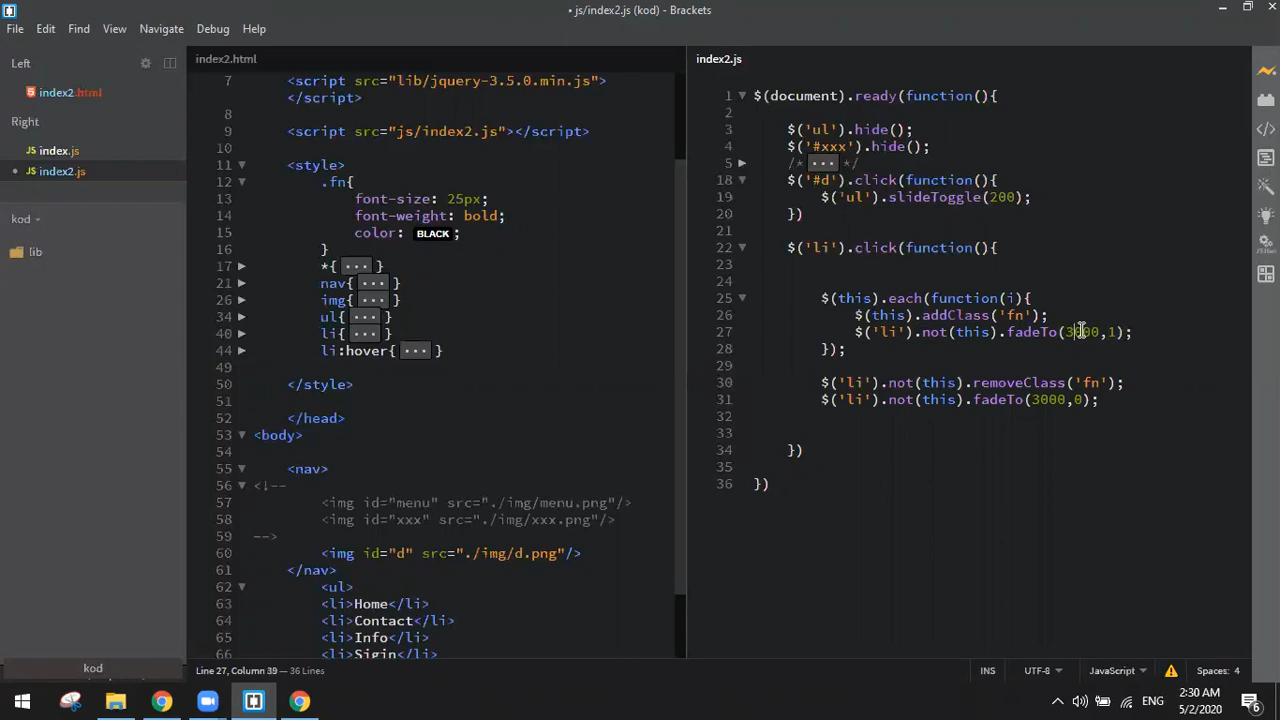 • js/index2.js (kod) - Brackets
File Edit Find View Navigate Debug Help
Left
index2.html
Right
index.js
• index2.js
kod
lib
kod
index2.html
7 <script src="lib/jquery-3.5.0.min.js">
</script>
8
9 <script src="js/index2.js"></script>
10
11 <style>
12 .fn{
13 font-size: 25px;
14 font-weight: bold;
15 color: BLACK;
16 }
17 *{ ... }
21 nav{ ... }
26 img{ ... }
34 ul{ ... }
40 li{ ... }
44 li:hover{ ... }
49
50 </style>
51
52 </head>
53 <body>
54
55 <nav>
56 <!--
57 <img id="menu" src="./img/menu.png"/>
58 <img id="xxx" src="./img/xxx.png"/>
59 -->
60 <img id="d" src="./img/d.png"/>
61 </nav>
62 <ul>
63 <li>Home</li>
64 <li>Contact</li>
65 <li>Info</li>
66 <li>Sigin</li>
index2.js
1 $(document).ready(function(){
2
3 $('ul').hide();
4 $('#xxx').hide();
5 /* ... */
18 $('#d').click(function(){
19 $('ul').slideToggle(200);
20 })
21
22 $('li').click(function(){
23
24
25 $(this).each(function(i){
26 $(this).addClass('fn');
27 $('li').not(this).fadeTo(3000,1);
28 });
29
30 $('li').not(this).removeClass('fn');
31 $('li').not(this).fadeTo(3000,0);
32
33
34 })
35
36 })
Line 27, Column 39 — 36 Lines
INS UTF-8 JavaScript Spaces: 4
ENG
2:30 AM
5/2/2020
6